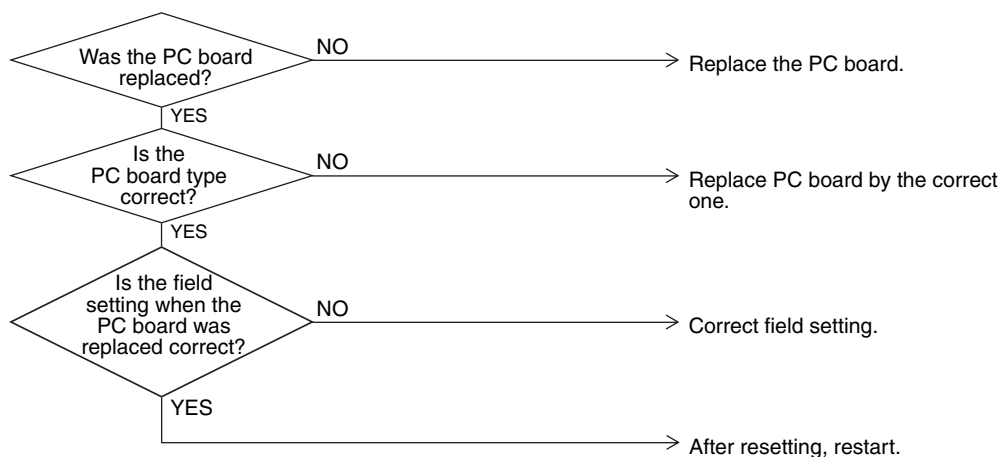 Was the PC board
replaced?
NO
Replace the PC board.
YES
Is the
PC board type
correct?
NO
Replace PC board by the correct
one.
YES
Is the field
setting when the
PC board was
replaced correct?
NO
Correct field setting.
YES
After resetting, restart.